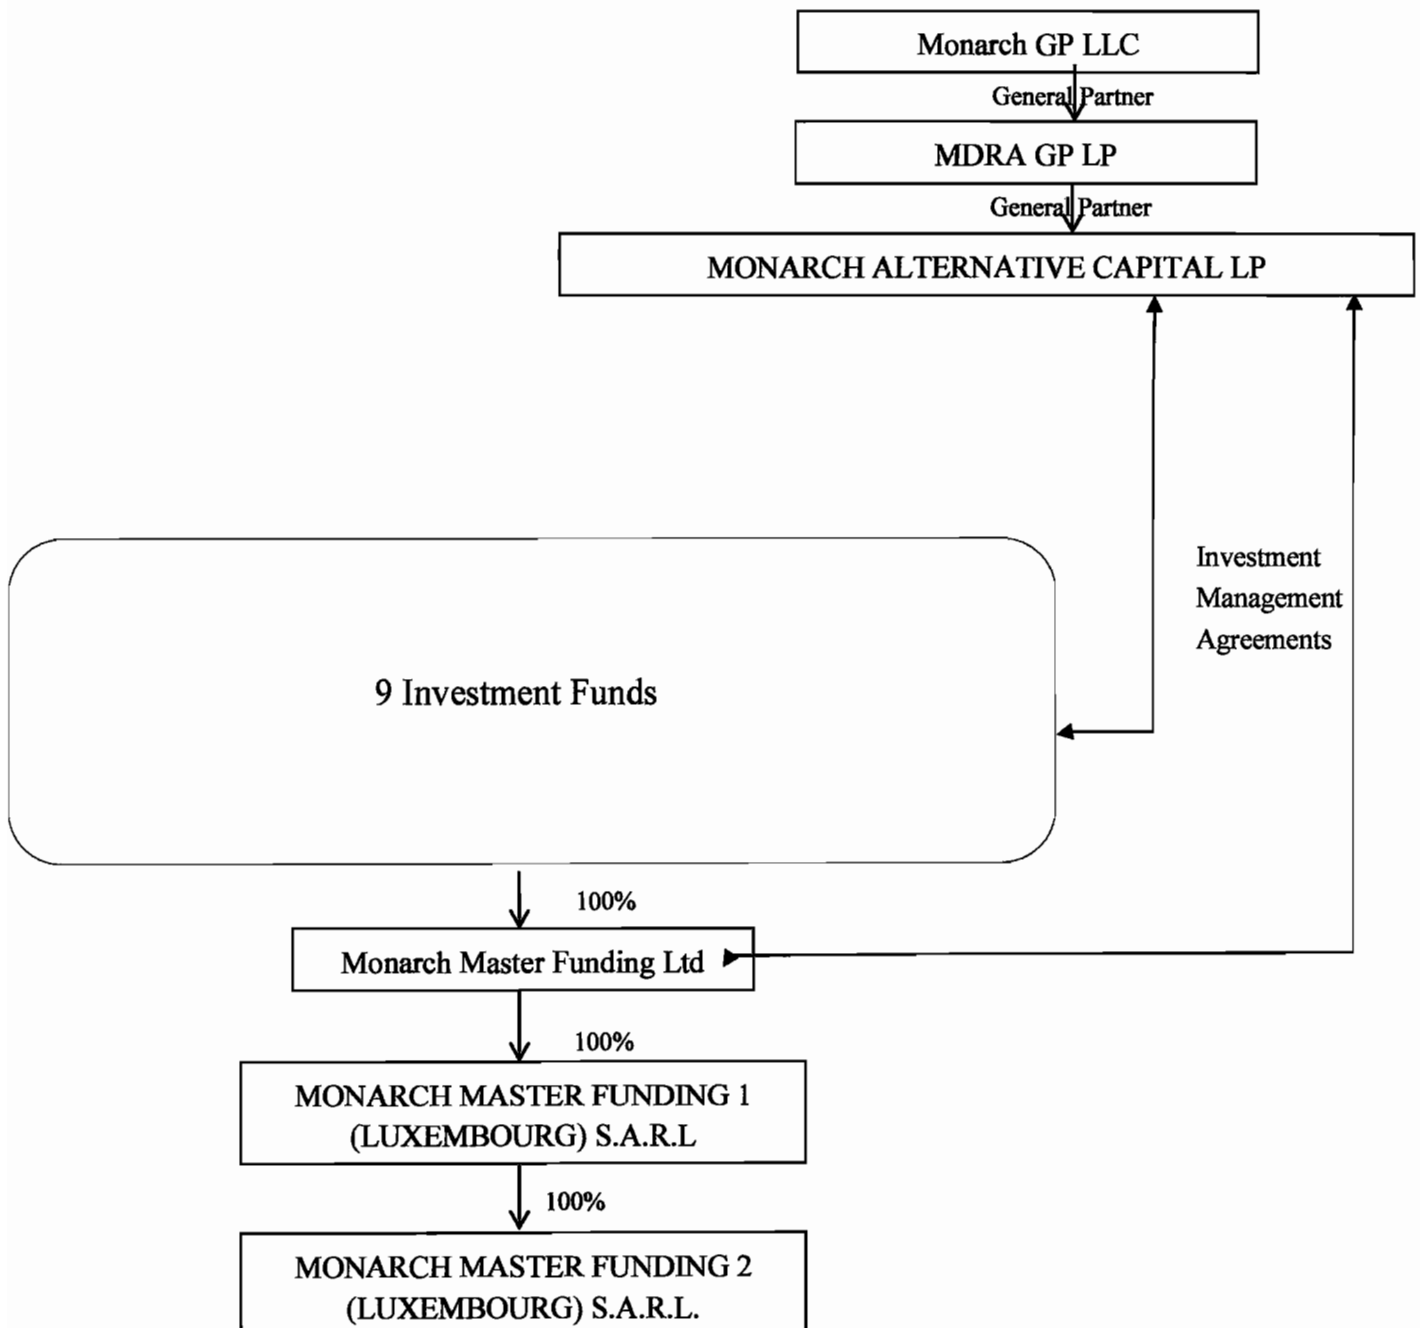 Monarch GP LLC
General Partner
MDRA GP LP
General Partner
MONARCH ALTERNATIVE CAPITAL LP
Investment
Management
Agreements
9 Investment Funds
100%
Monarch Master Funding Ltd
100%
MONARCH MASTER FUNDING 1
(LUXEMBOURG) S.A.R.L
100%
MONARCH MASTER FUNDING 2
(LUXEMBOURG) S.A.R.L.